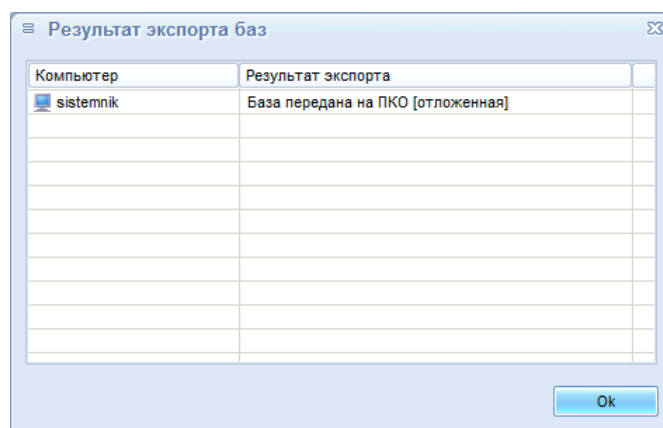 Результат экспорта баз
Компьютер Результат экспорта
sistemnik База передана на ПКО [отложенная]
Ok